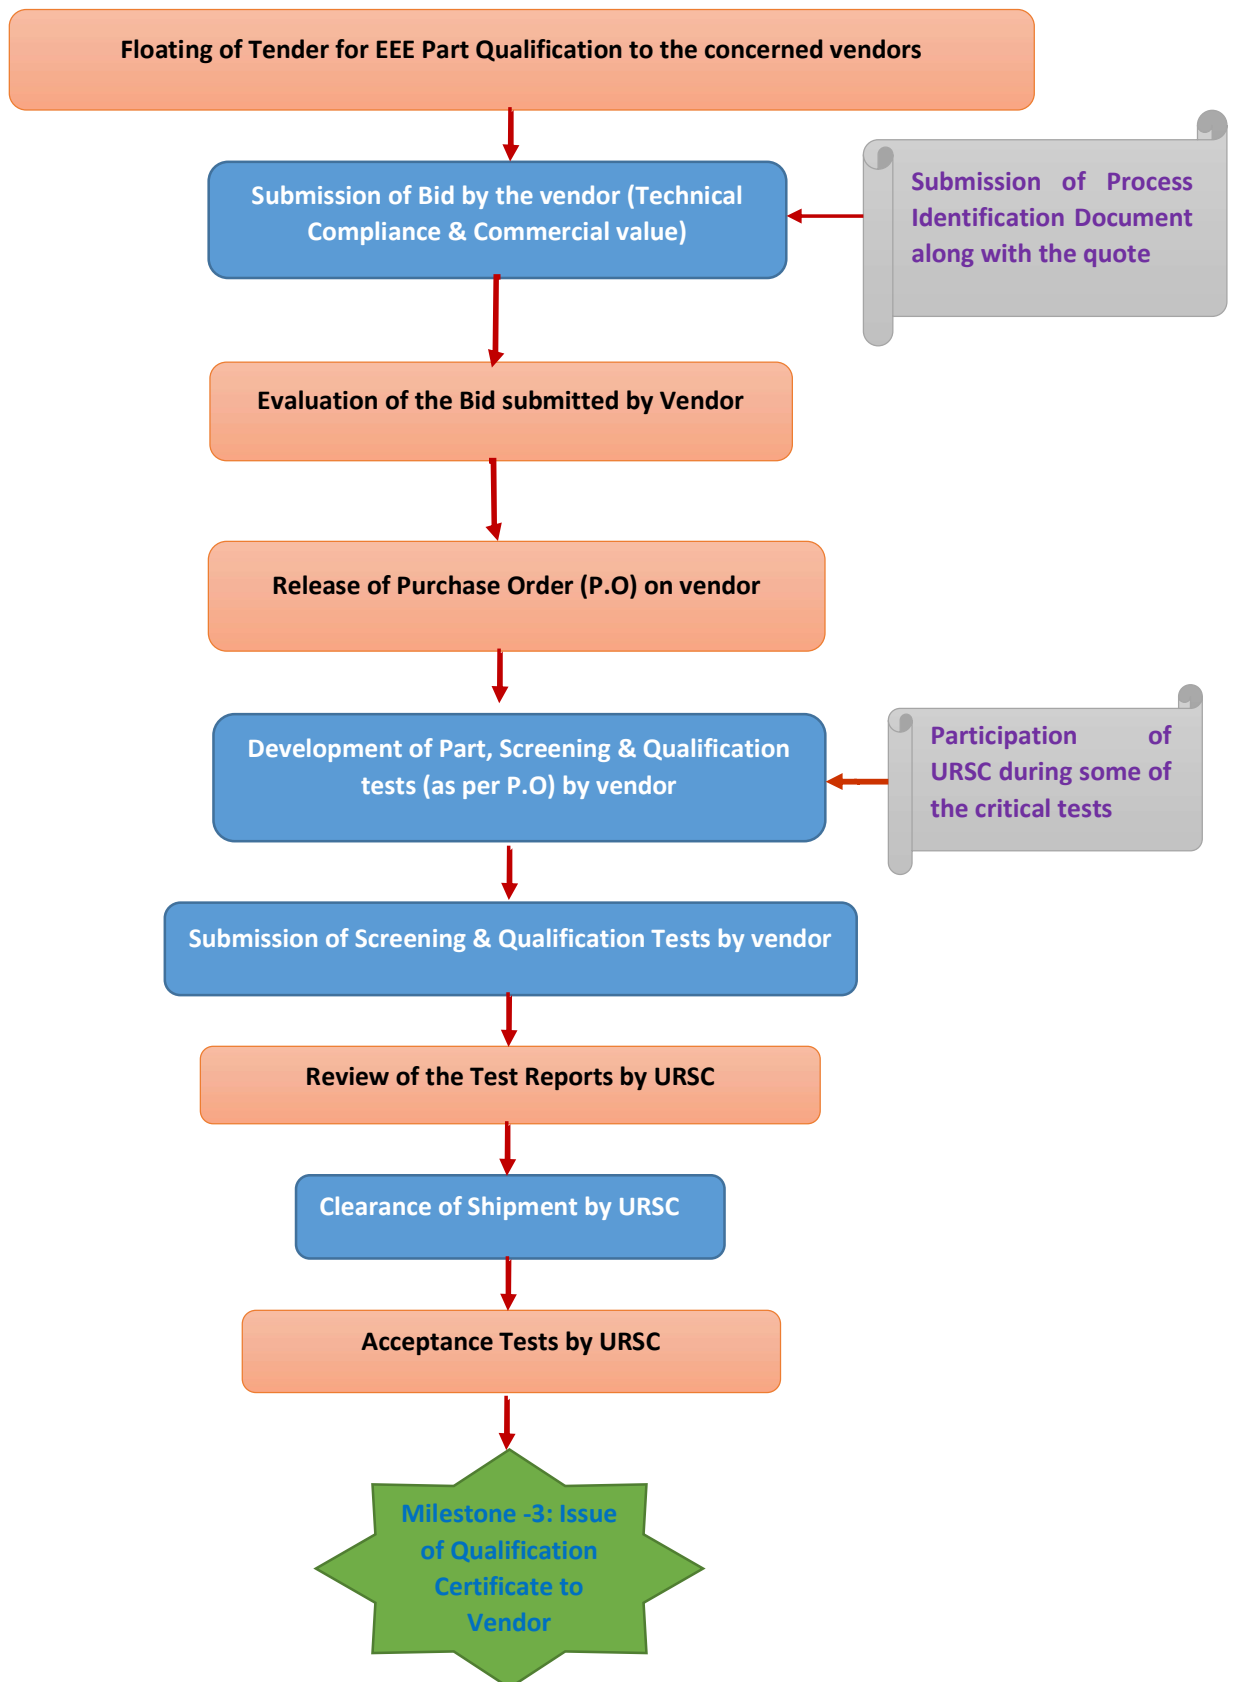 Floating of Tender for EEE Part Qualification to the concerned vendors
Submission of Bid by the vendor (Technical
Compliance & Commercial value)
Submission of Process
Identification Document
along with the quote
Evaluation of the Bid submitted by Vendor
Release of Purchase Order (P.O) on vendor
Development of Part, Screening & Qualification
tests (as per P.O) by vendor
Participation of
URSC during some of
the critical tests
Submission of Screening & Qualification Tests by vendor
Review of the Test Reports by URSC
Clearance of Shipment by URSC
Acceptance Tests by URSC
Milestone -3: Issue
of Qualification
Certificate to
Vendor